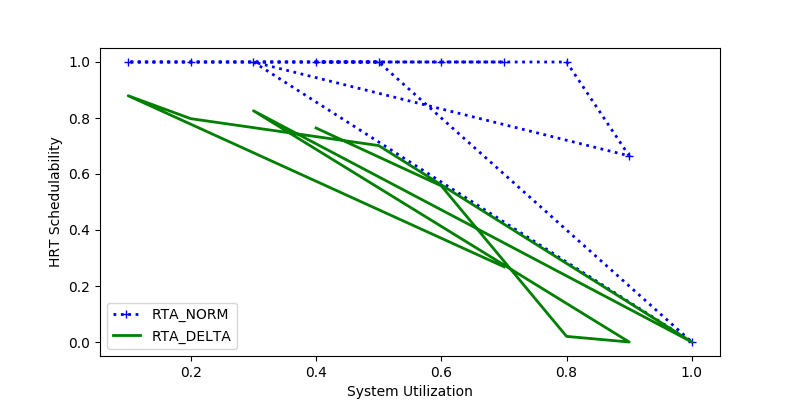 1.0
0.8
0.6
0.4
0.2
0.0
HRT Schedulability
RTA_NORM
RTA_DELTA
0.2 0.4 0.6 0.8 1.0
System Utilization